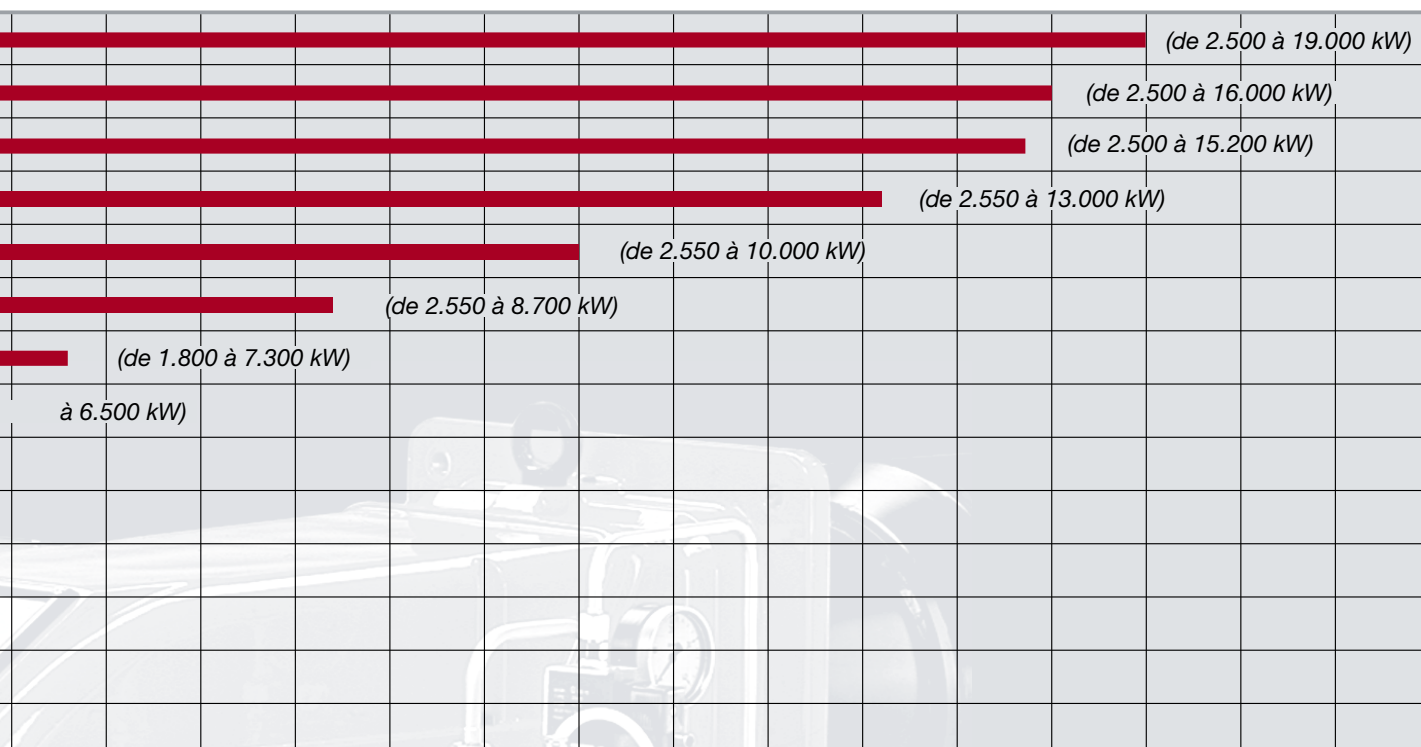 (de 2.500 à 19.000 kW)
(de 2.500 à 16.000 kW)
(de 2.500 à 15.200 kW)
(de 2.550 à 13.000 kW)
(de 2.550 à 10.000 kW)
(de 2.550 à 8.700 kW)
(de 1.800 à 7.300 kW)
à 6.500 kW)